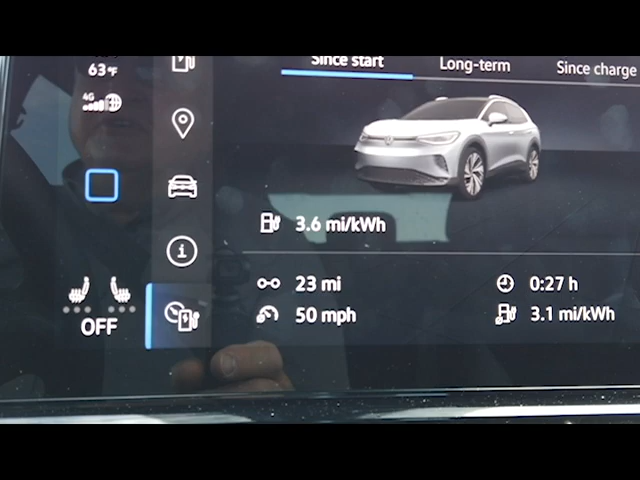 Since start Long-term Since charge
63°F
4G
3.6 mi/kWh
23 mi 0:27 h
50 mph 3.1 mi/kWh
OFF